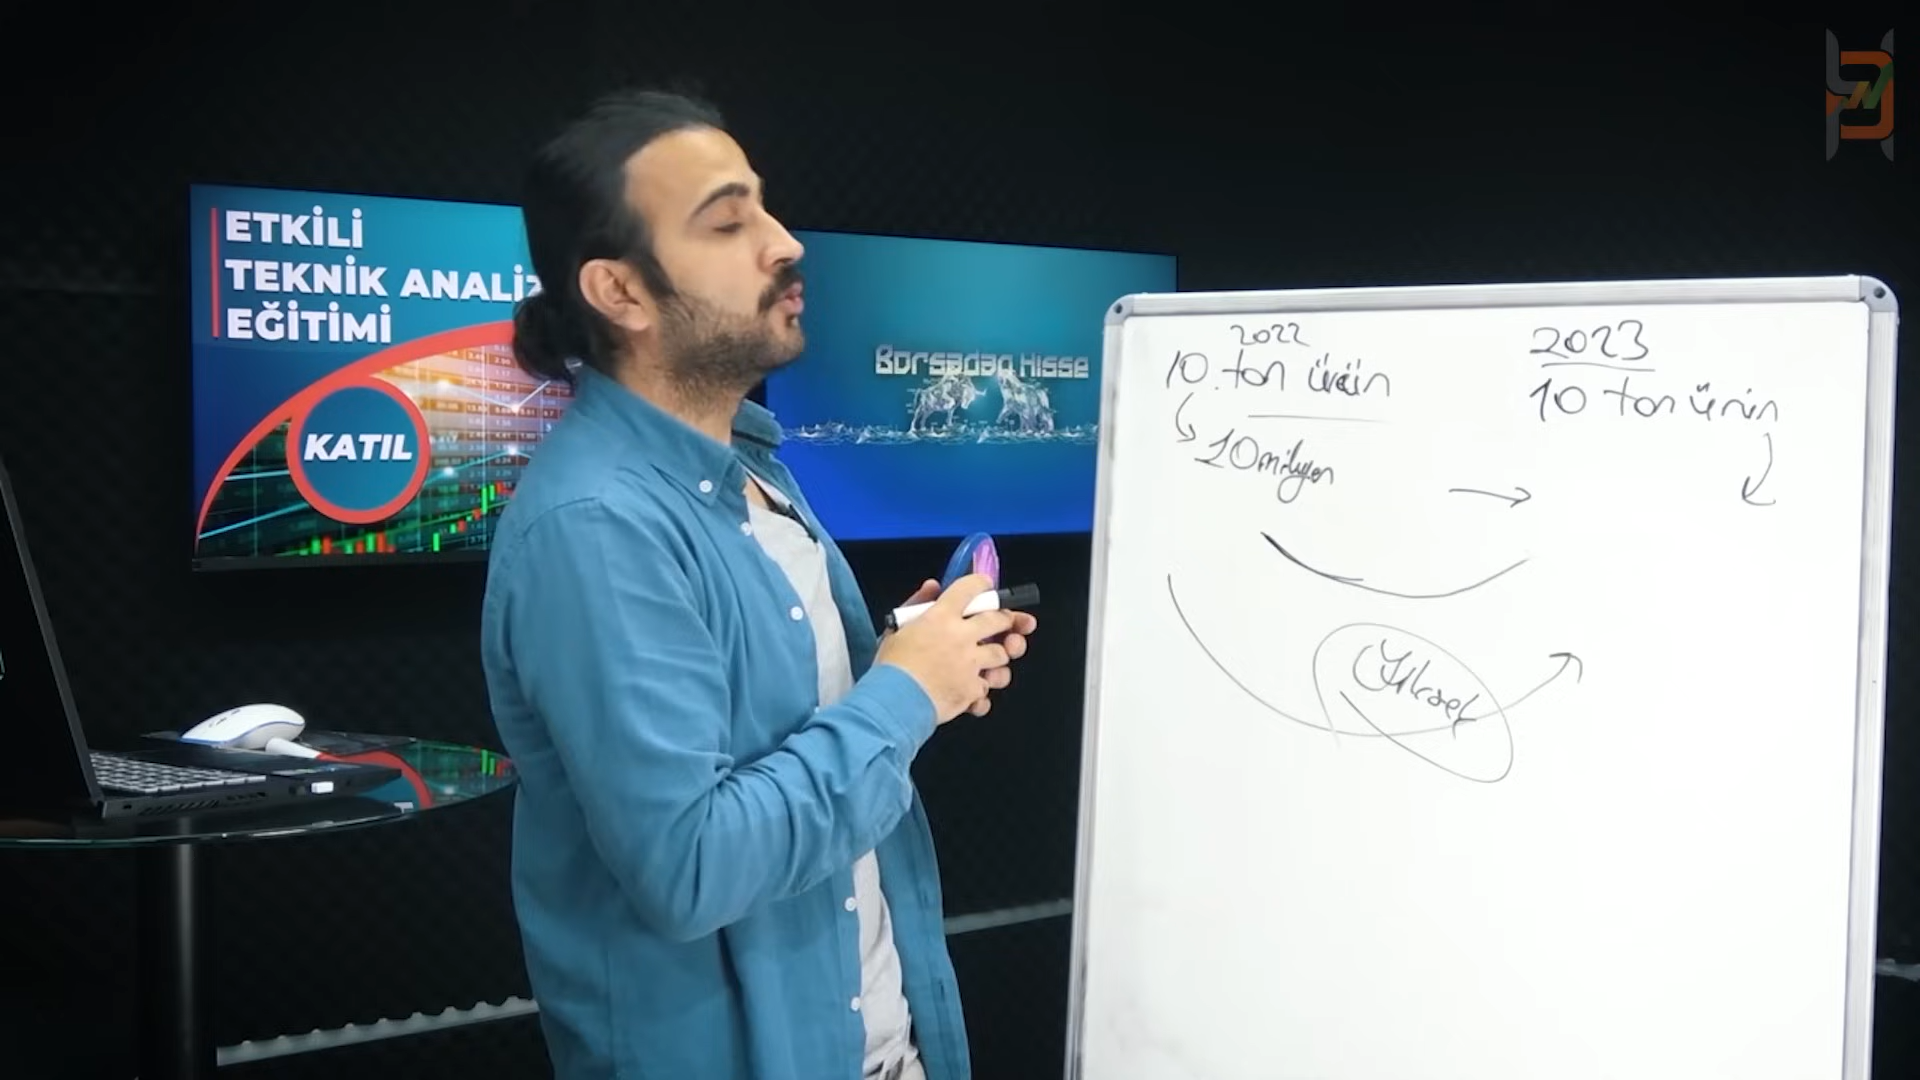 ETKİLİ
TEKNİK ANALİZ
EĞİTİMİ
KATIL
Borsadan Hisse
2022
10 ton ürün
10 milyon
2023
10 ton ürün